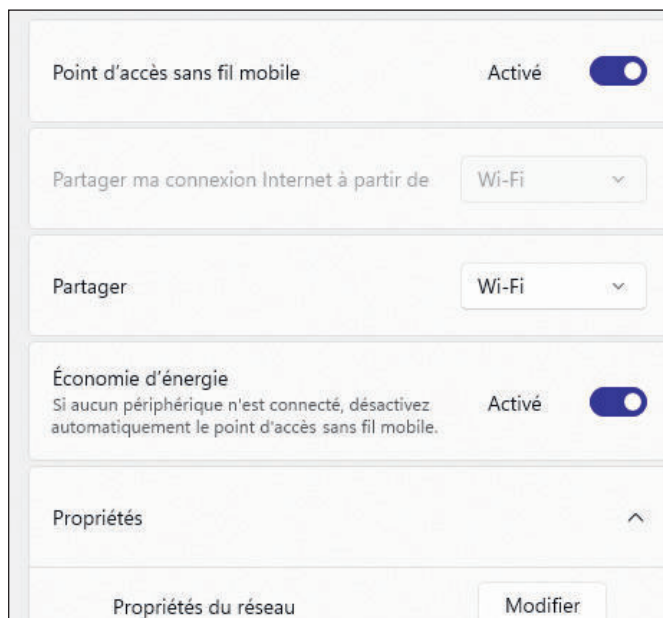 Point d’accès sans fil mobile Activé
Partager ma connexion Internet à partir de Wi-Fi
Partager Wi-Fi
Économie d’énergie
Si aucun périphérique n'est connecté, désactivez Activé
automatiquement le point d'accès sans fil mobile.
Propriétés
Propriétés du réseau Modifier